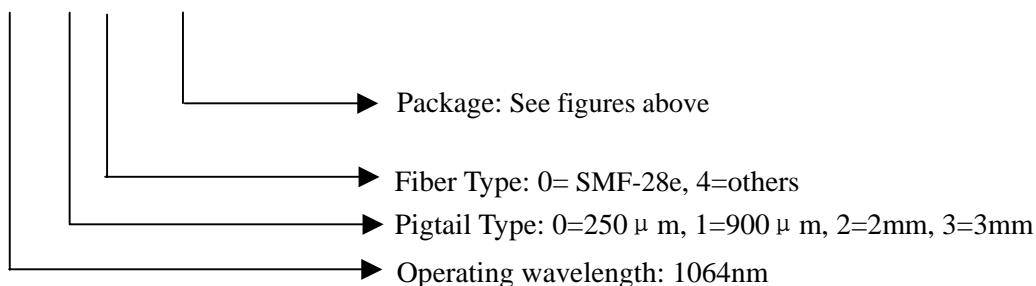 Package: See figures above
Fiber Type: 0= SMF-28e, 4=others
Pigtail Type: 0=250μm, 1=900μm, 2=2mm, 3=3mm
Operating wavelength: 1064nm